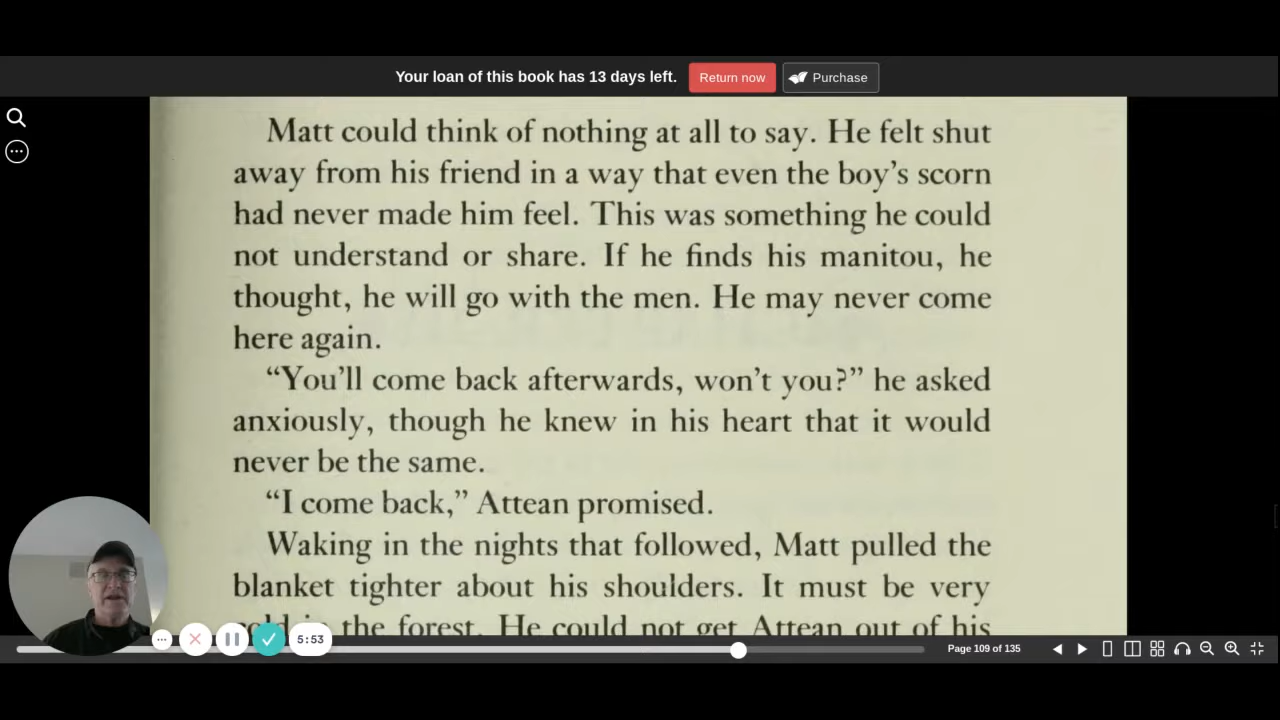 Your loan of this book has 13 days left. Return now Purchase
Matt could think of nothing at all to say. He felt shut
away from his friend in a way that even the boy's scorn
had never made him feel. This was something he could
not understand or share. If he finds his manitou, he
thought, he will go with the men. He may never come
here again.
“You'll come back afterwards, won't you?” he asked
anxiously, though he knew in his heart that it would
never be the same.
“I come back,” Attean promised.
Waking in the nights that followed, Matt pulled the
blanket tighter about his shoulders. It must be very
the forest. He could not get Attean out of his
5:53
Page 109 of 135